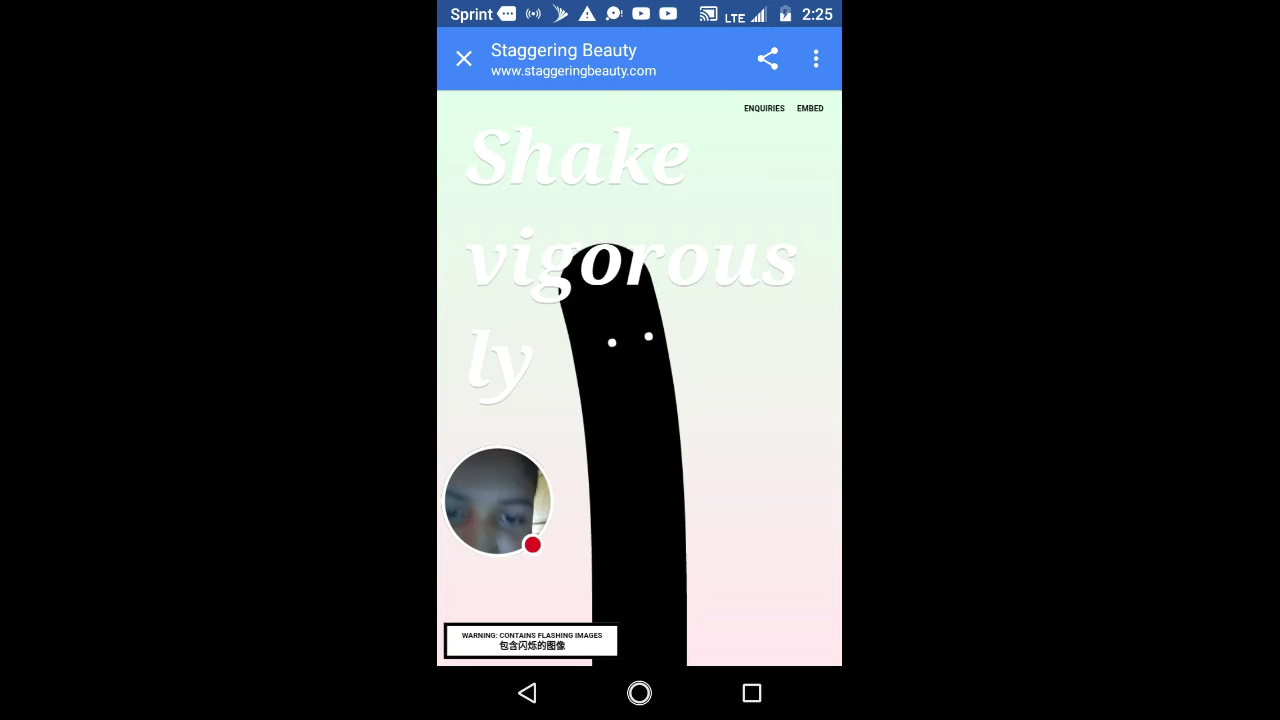 Sprint LTE 2:25
Staggering Beauty
www.staggeringbeauty.com
ENQUIRIES EMBED
Shake
vigorous
ly
WARNING: CONTAINS FLASHING IMAGES
包含闪烁的图像